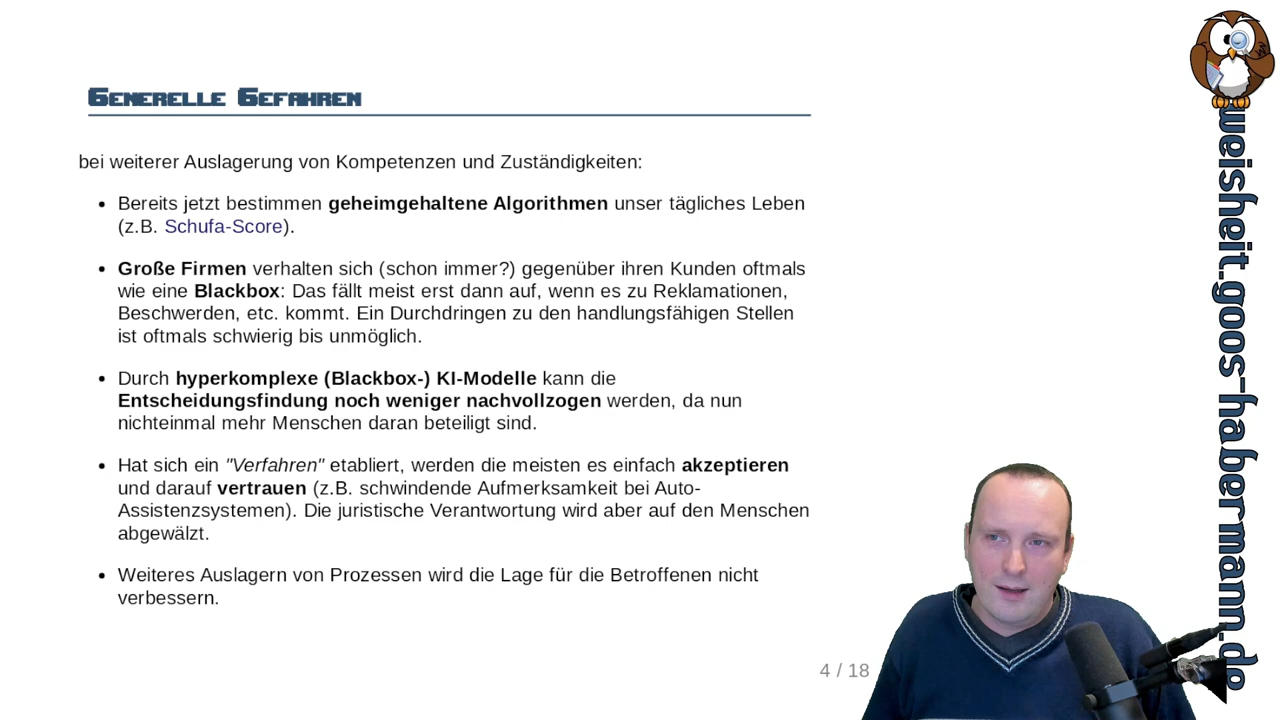 Generelle Gefahren
bei weiterer Auslagerung von Kompetenzen und Zuständigkeiten:
• Bereits jetzt bestimmen geheimgehaltene Algorithmen unser tägliches Leben
(z.B. Schufa-Score).
• Große Firmen verhalten sich (schon immer?) gegenüber ihren Kunden oftmals
wie eine Blackbox: Das fällt meist erst dann auf, wenn es zu Reklamationen,
Beschwerden, etc. kommt. Ein Durchdringen zu den handlungsfähigen Stellen
ist oftmals schwierig bis unmöglich.
• Durch hyperkomplexe (Blackbox-) KI-Modelle kann die
Entscheidungsfindung noch weniger nachvollzogen werden, da nun
nichteinmal mehr Menschen daran beteiligt sind.
• Hat sich ein "Verfahren" etabliert, werden die meisten es einfach akzeptieren
und darauf vertrauen (z.B. schwindende Aufmerksamkeit bei Auto-
Assistenzsystemen). Die juristische Verantwortung wird aber auf den Menschen
abgewälzt.
• Weiteres Auslagern von Prozessen wird die Lage für die Betroffenen nicht
verbessern.
4 / 18
weisheit.goos-habermann.de